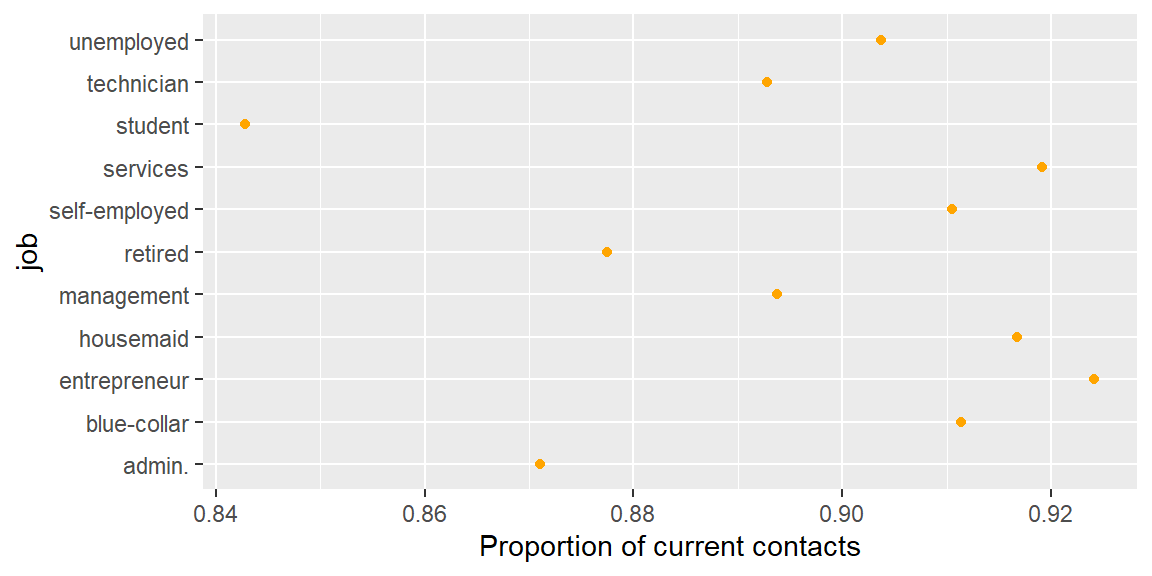 unemployed
technician
student
services
self-employed
retired
management
housemaid
entrepreneur
blue-collar
admin.
job
0.84 0.86 0.88 0.90 0.92
Proportion of current contacts